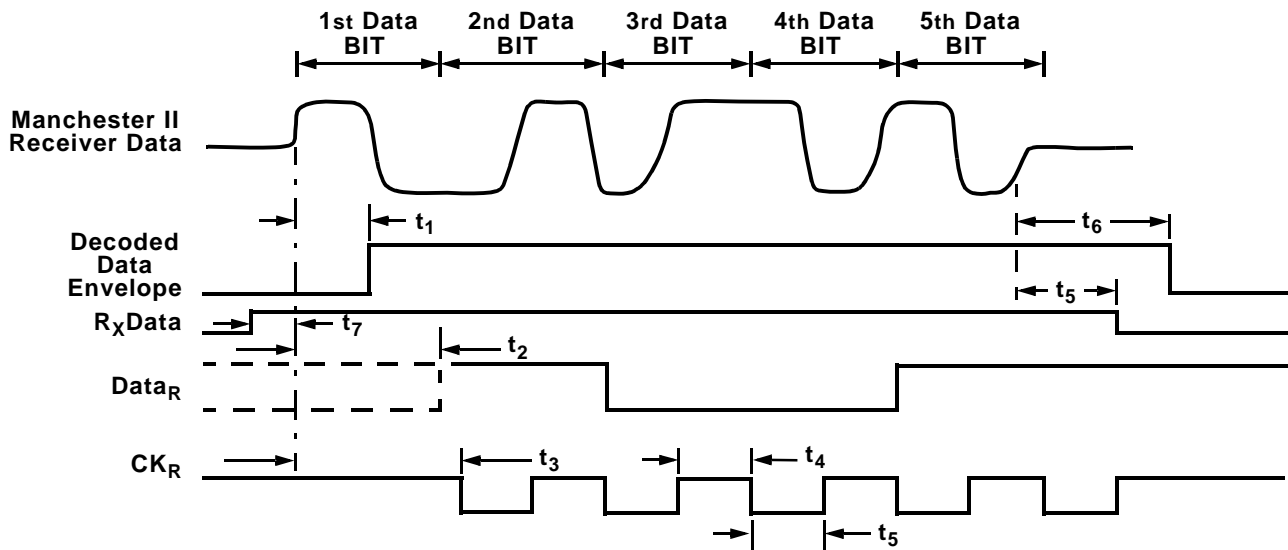 1st Data BIT
2nd Data BIT
3rd Data BIT
4th Data BIT
5th Data BIT
Manchester II
Receiver Data
t1
t6
Decoded
Data
Envelope
t5
RXData
t7
t2
DataR
CKR
t3
t4
t5